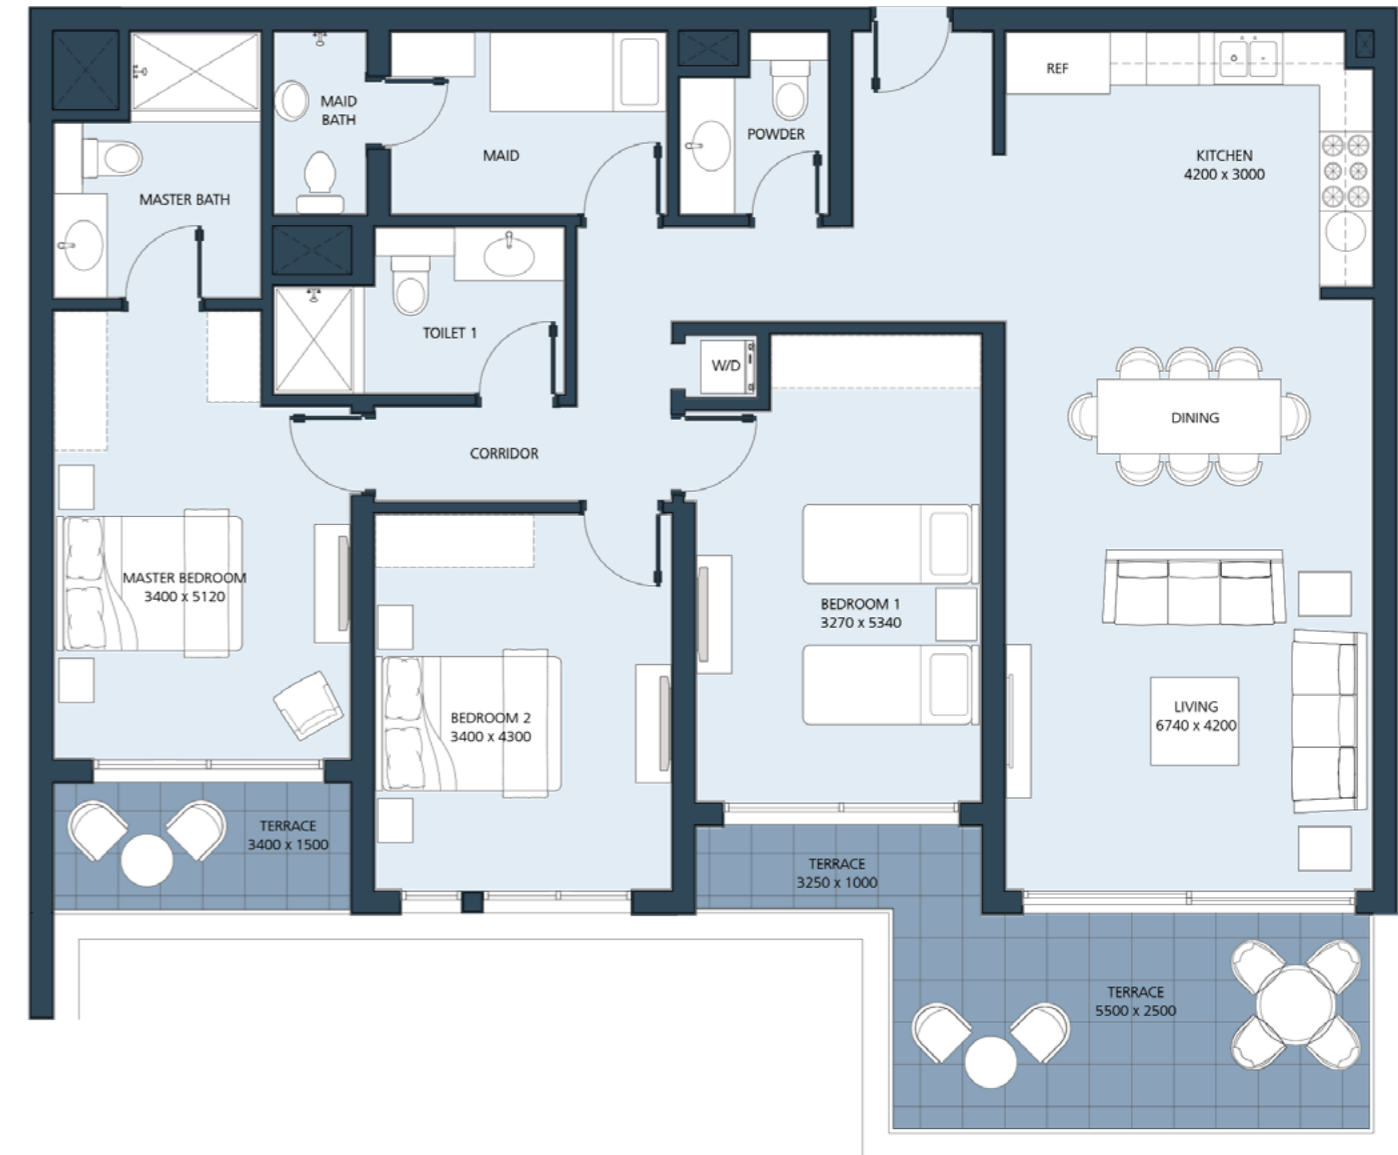 REF
MAID
BATH
MAID
POWDER
KITCHEN
4200 x 3000
MASTER BATH
TOILET 1
W/D
DINING
CORRIDOR
MASTER BEDROOM
3400 x 5120
BEDROOM 1
3270 x 5340
BEDROOM 2
3400 x 4300
LIVING
6740 x 4200
TERRACE
3400 x 1500
TERRACE
3250 x 1000
TERRACE
5500 x 2500